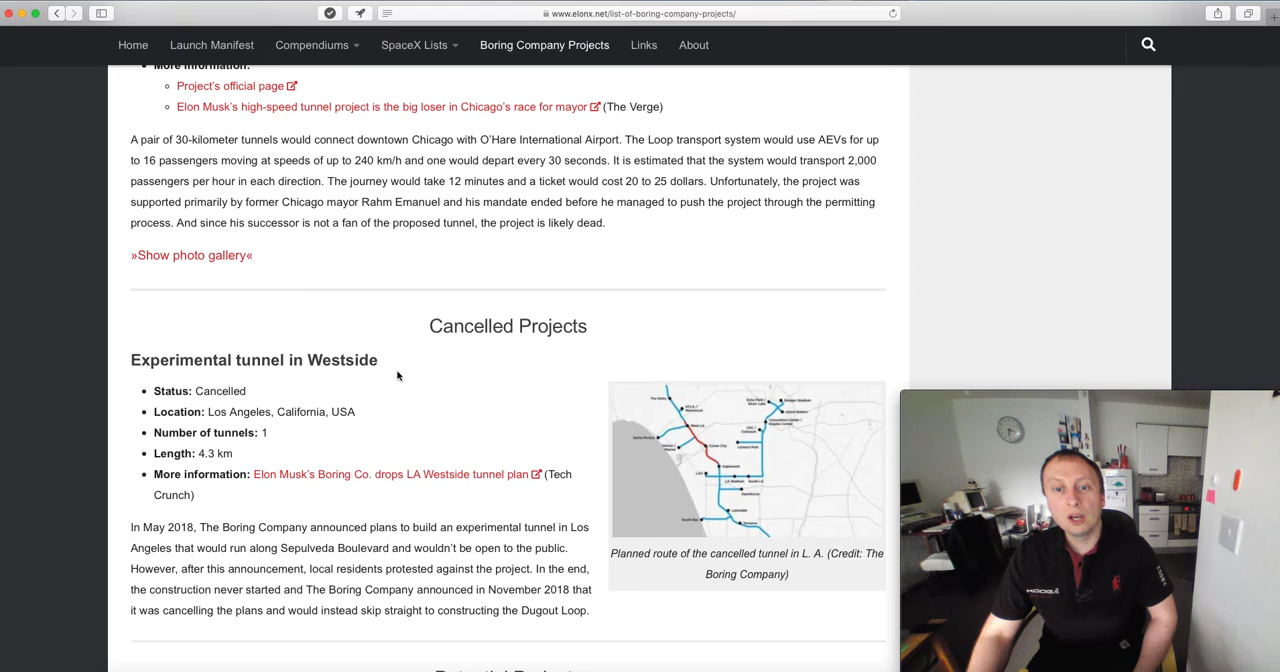 www.elonx.net/list-of-boring-company-projects/
Home Launch Manifest Compendiums SpaceX Lists Boring Company Projects Links About
More information:
Project's official page
Elon Musk's high-speed tunnel project is the big loser in Chicago's race for mayor (The Verge)
A pair of 30-kilometer tunnels would connect downtown Chicago with O'Hare International Airport. The Loop transport system would use AEVs for up
to 16 passengers moving at speeds of up to 240 km/h and one would depart every 30 seconds. It is estimated that the system would transport 2,000
passengers per hour in each direction. The journey would take 12 minutes and a ticket would cost 20 to 25 dollars. Unfortunately, the project was
supported primarily by former Chicago mayor Rahm Emanuel and his mandate ended before he managed to push the project through the permitting
process. And since his successor is not a fan of the proposed tunnel, the project is likely dead.
»Show photo gallery«
Cancelled Projects
Experimental tunnel in Westside
Status: Cancelled
Location: Los Angeles, California, USA
Number of tunnels: 1
Length: 4.3 km
More information: Elon Musk's Boring Co. drops LA Westside tunnel plan (Tech
Crunch)
In May 2018, The Boring Company announced plans to build an experimental tunnel in Los
Angeles that would run along Sepulveda Boulevard and wouldn't be open to the public.
However, after this announcement, local residents protested against the project. In the end,
the construction never started and The Boring Company announced in November 2018 that
it was cancelling the plans and would instead skip straight to constructing the Dugout Loop.
Planned route of the cancelled tunnel in L. A. (Credit: The
Boring Company)